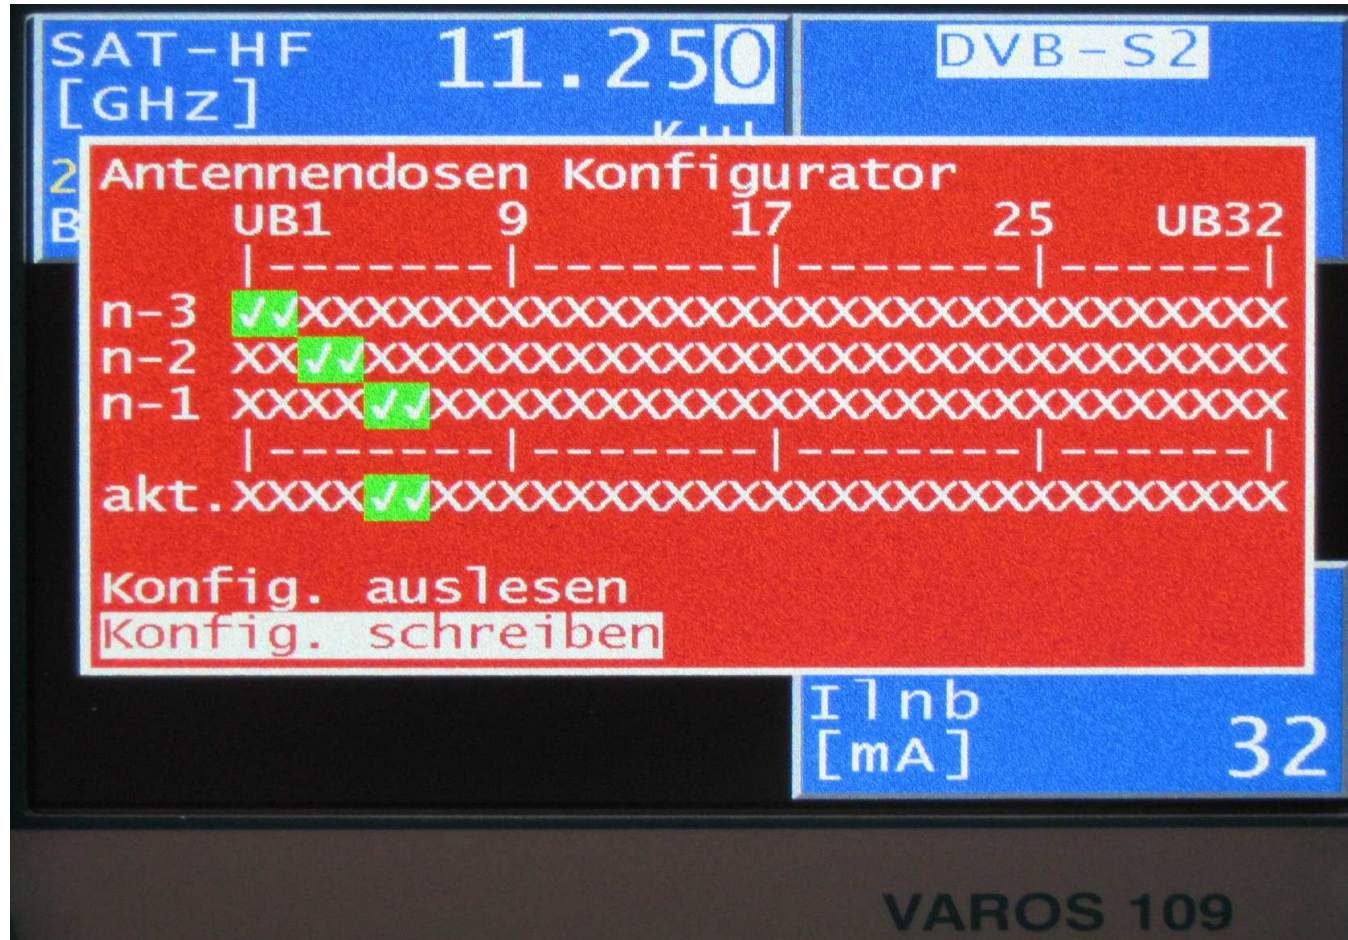 SAT-HF 11.250
[GHz]
DVB-S2
2
B
Antennendosen Konfigurator
UB1 9 17 25 UB32
|-------|-------|-------|------|
n-3 ✓✓XXXXXXXXXXXXXXXXXXXXXXXXXXXXXX
n-2 XX✓✓XXXXXXXXXXXXXXXXXXXXXXXXXXXX
n-1 XXXX✓✓XXXXXXXXXXXXXXXXXXXXXXXXXX
|-------|-------|-------|------|
akt.XXXX✓✓XXXXXXXXXXXXXXXXXXXXXXXXXX
Konfig. auslesen
Konfig. schreiben
Ilnb
[mA] 32
VAROS 109